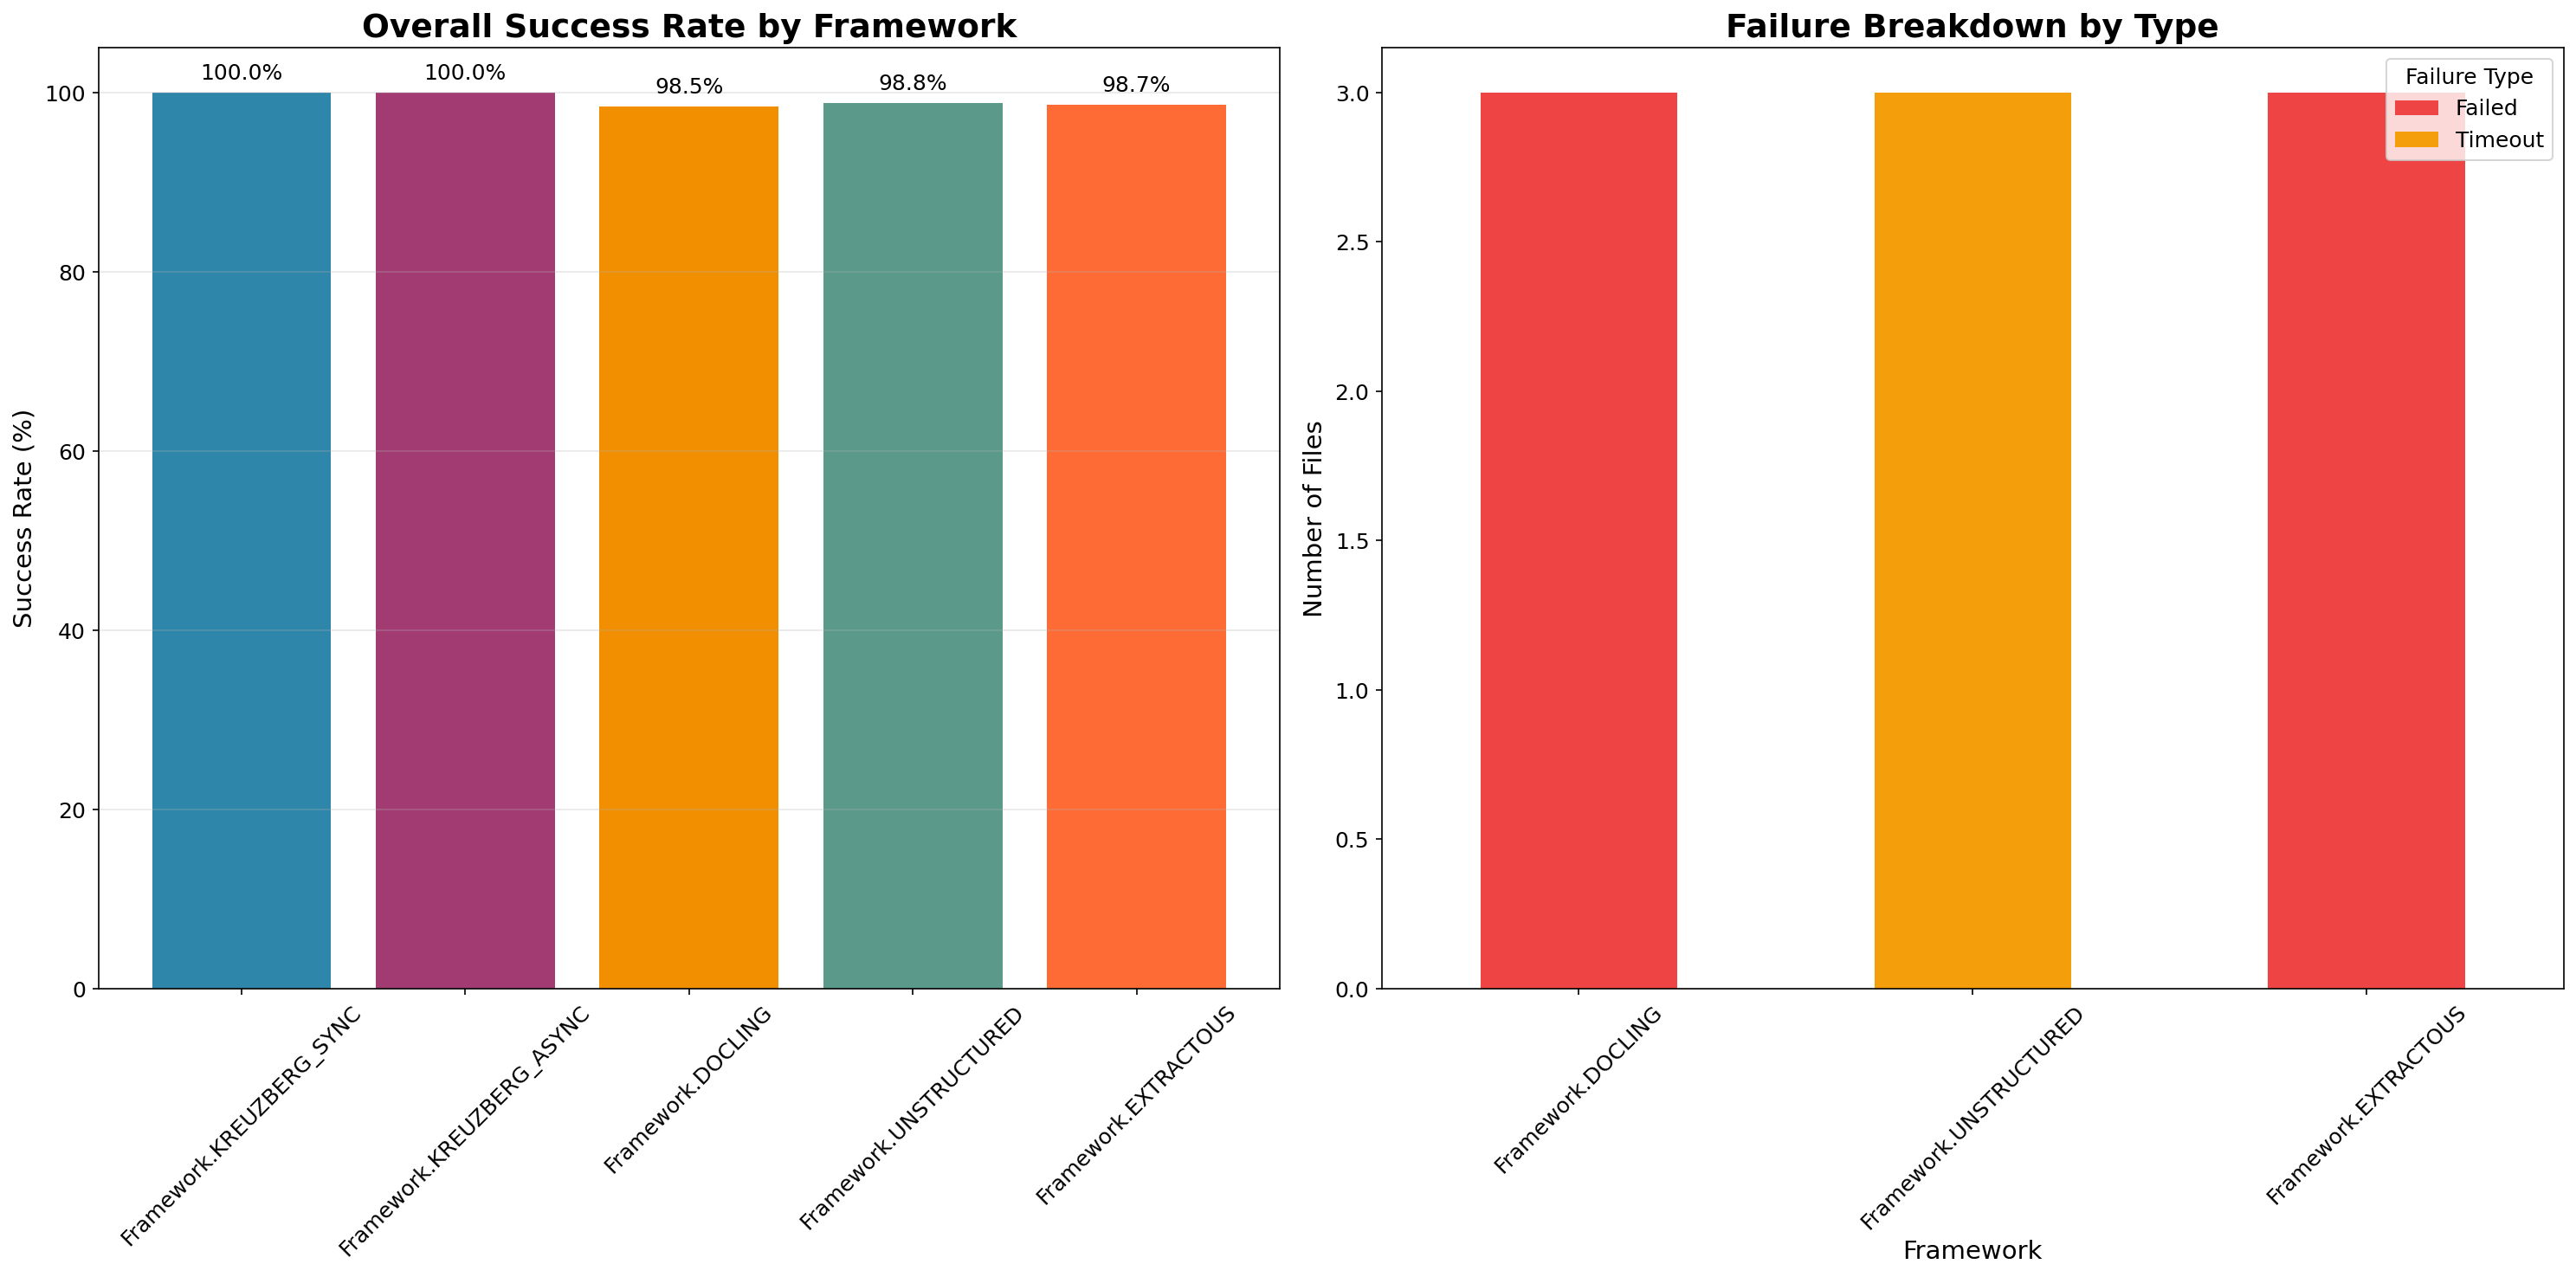 Overall Success Rate by Framework
Success Rate (%)
100
80
60
40
20
0
100.0%
100.0%
98.5%
98.8%
98.7%
Framework.KREUZBERG_SYNC
Framework.KREUZBERG_ASYNC
Framework.DOCLING
Framework.UNSTRUCTURED
Framework.EXTRACTOUS
Failure Breakdown by Type
Number of Files
3.0
2.5
2.0
1.5
1.0
0.5
0.0
Failure Type
Failed
Timeout
Framework.DOCLING
Framework.UNSTRUCTURED
Framework.EXTRACTOUS
Framework